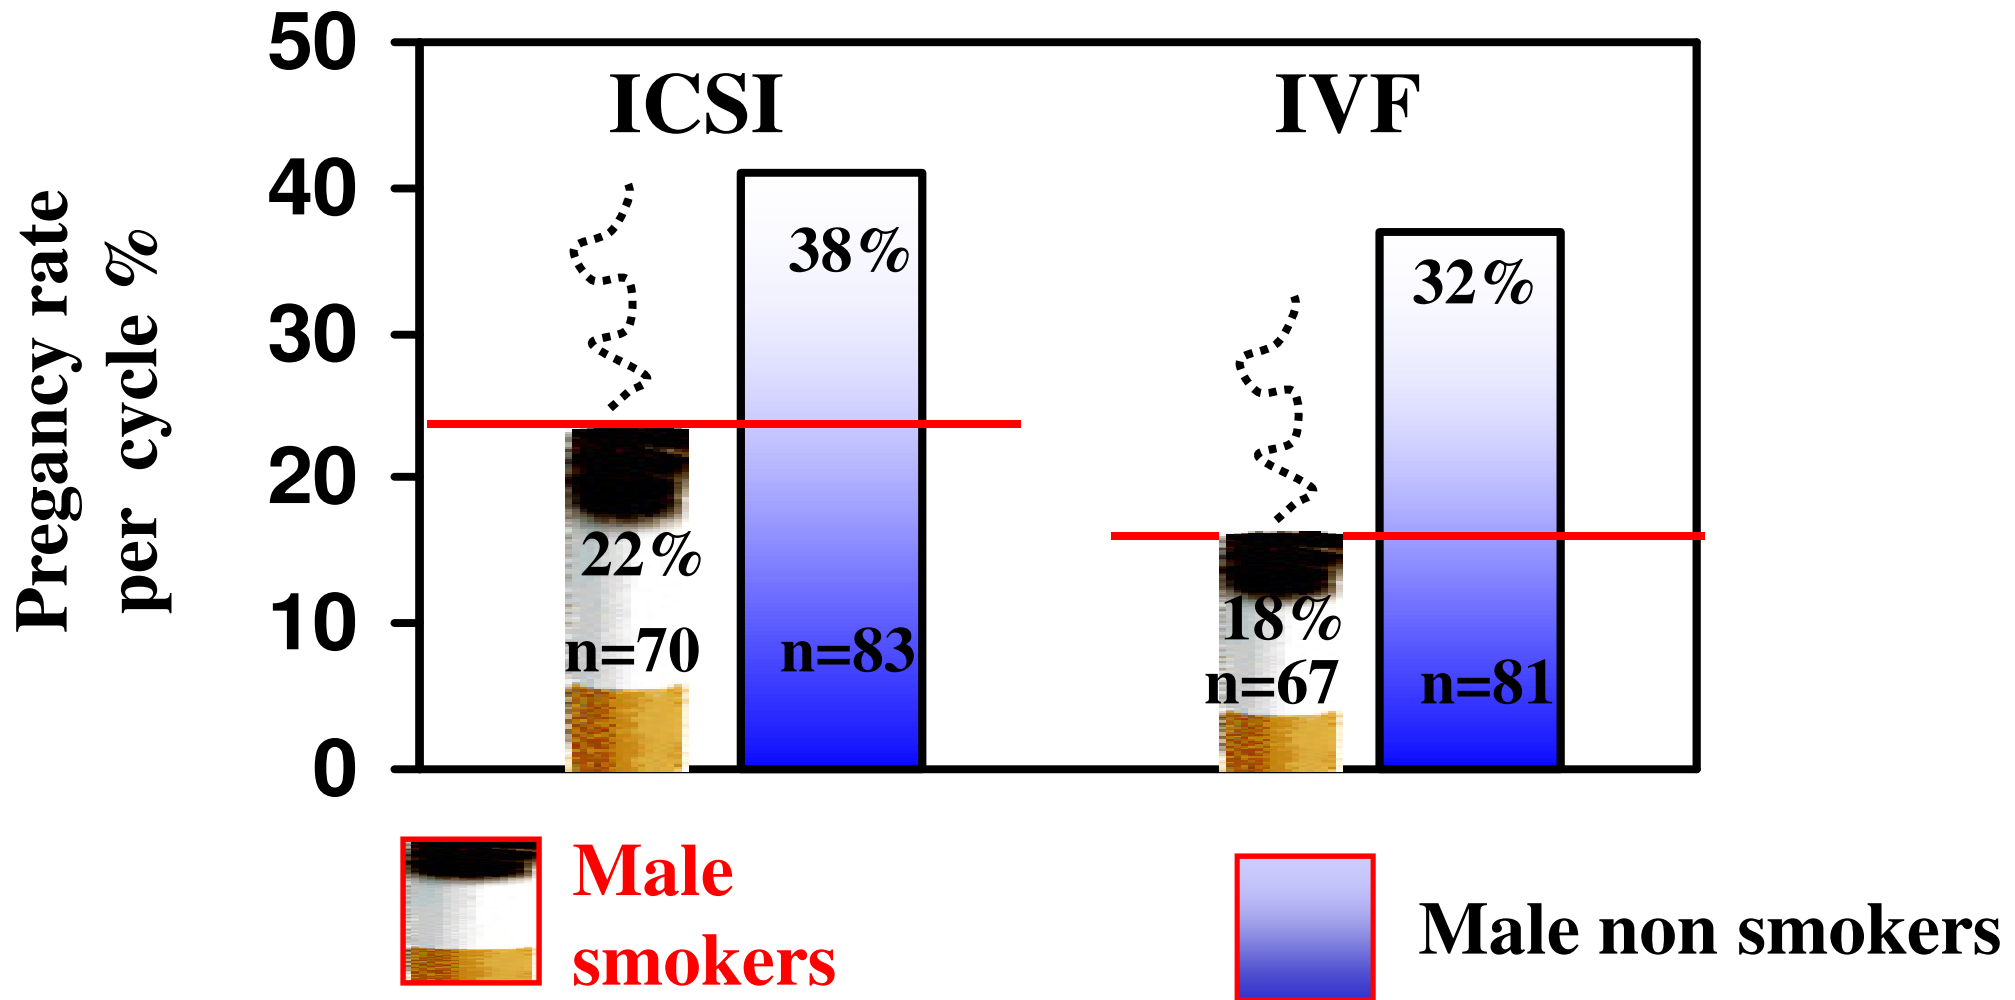 Pregancy rate
per cycle %
50
40
30
20
10
0
ICSI
IVF
38%
32%
22%
18%
n=70
n=83
n=67
n=81
Male
smokers
Male non smokers